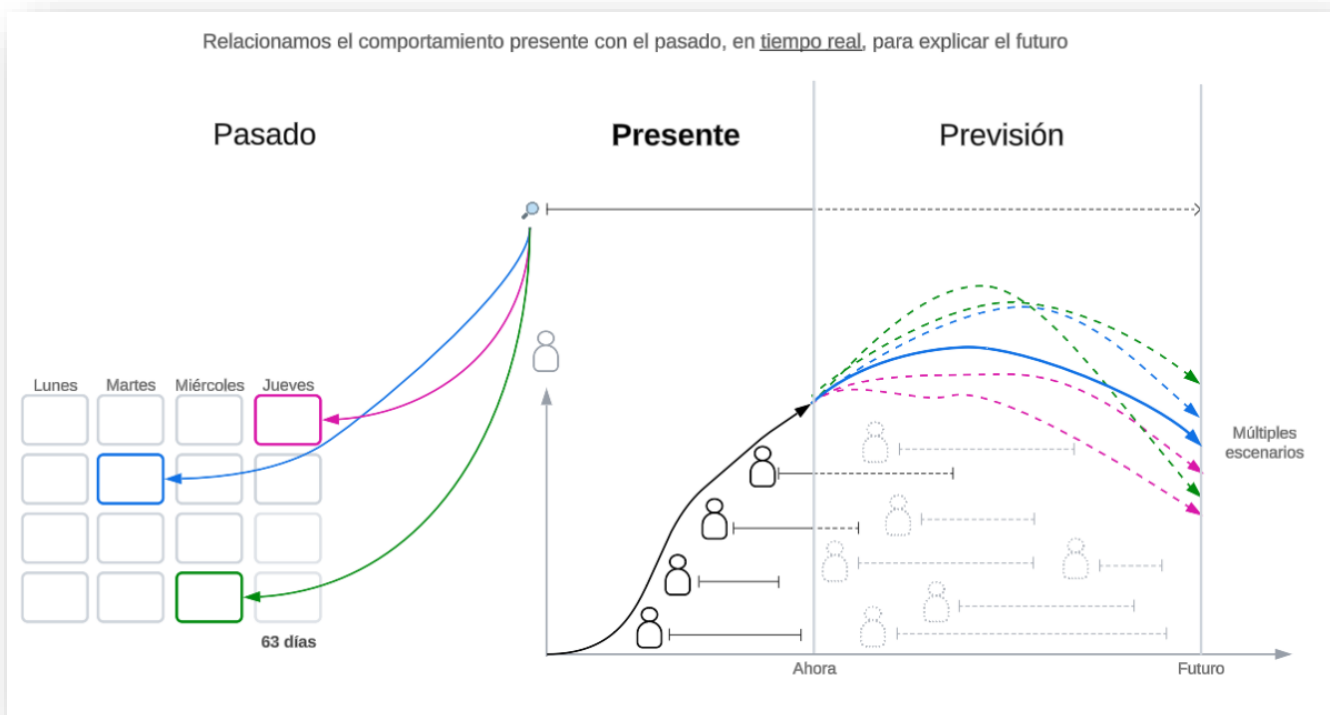 Relacionamos el comportamiento presente con el pasado, en tiempo real, para explicar el futuro
Pasado
Presente
Previsión
Lunes
Martes
Miércoles
Jueves
63 días
Múltiples
escenarios
Ahora
Futuro